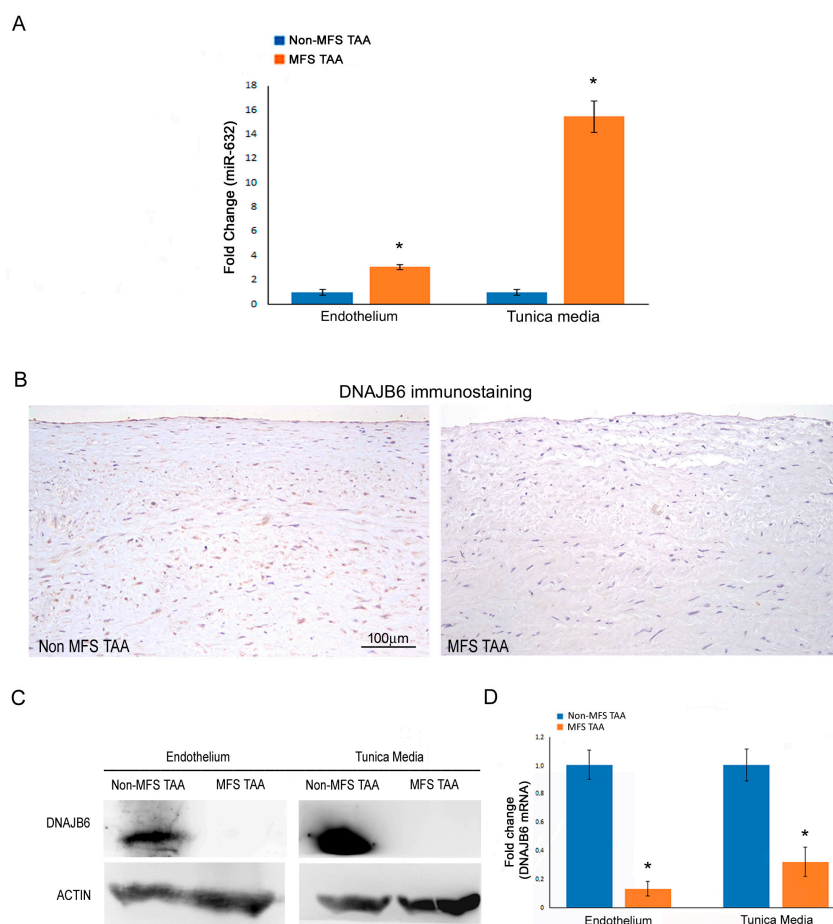 A
Non-MFS TAA
MFS TAA
Fold Change (miR-632)
18
16
14
12
10
8
6
4
2
0
*
*
Endothelium
Tunica media
B
DNAJB6 immunostaining
Non MFS TAA
100µm
MFS TAA
C
Endothelium
Tunica Media
Non-MFS TAA
MFS TAA
Non-MFS TAA
MFS TAA
DNAJB6
ACTIN
D
Non-MFS TAA
MFS TAA
Fold change
(DNAJB6 mRNA)
1,2
1,0
0,8
0,6
0,4
0,2
0
*
*
Endothelium
Tunica Media